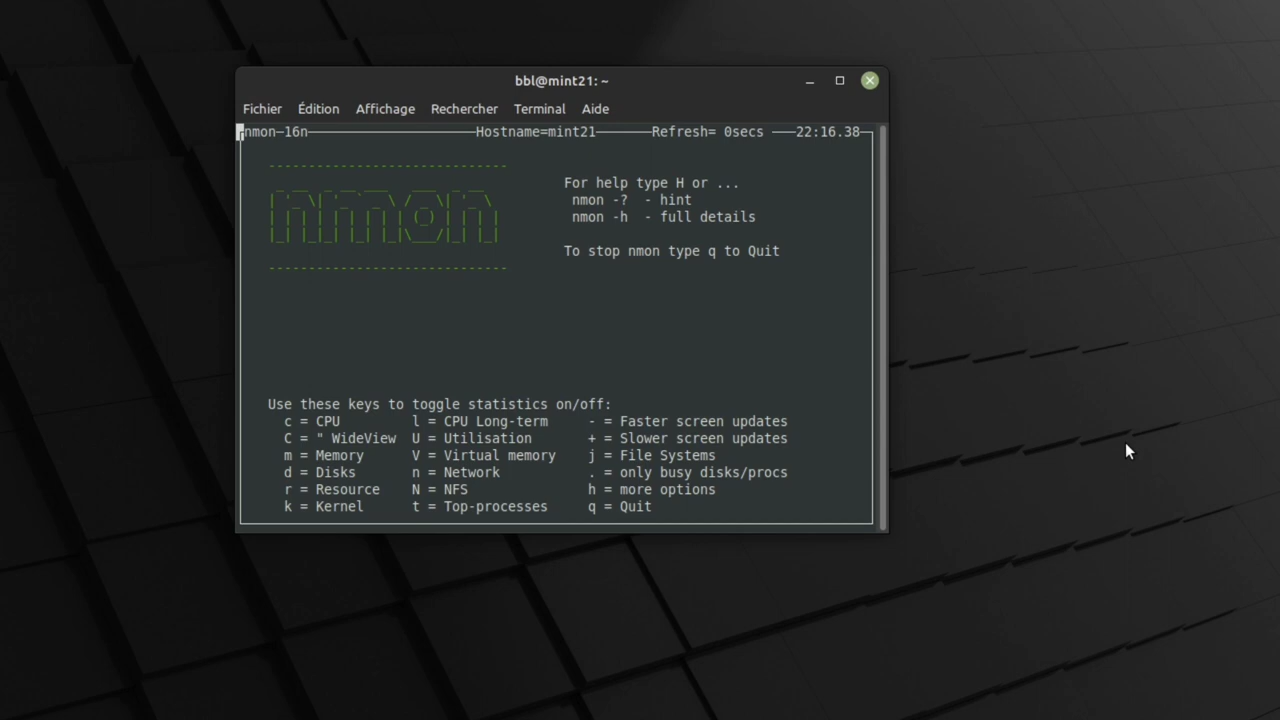 bbl@mint21: ~
Fichier Édition Affichage Rechercher Terminal Aide
nmon─16n─────────────────────Hostname=mint21───────Refresh= 0secs ───22:16.38─
------------------------------
nmon
For help type H or ...
nmon -?  - hint
nmon -h  - full details
To stop nmon type q to Quit
------------------------------
Use these keys to toggle statistics on/off:
c = CPU         l = CPU Long-term     - = Faster screen updates
C = " WideView  U = Utilisation       + = Slower screen updates
m = Memory      V = Virtual memory    j = File Systems
d = Disks       n = Network           . = only busy disks/procs
r = Resource    N = NFS               h = more options
k = Kernel      t = Top-processes     q = Quit